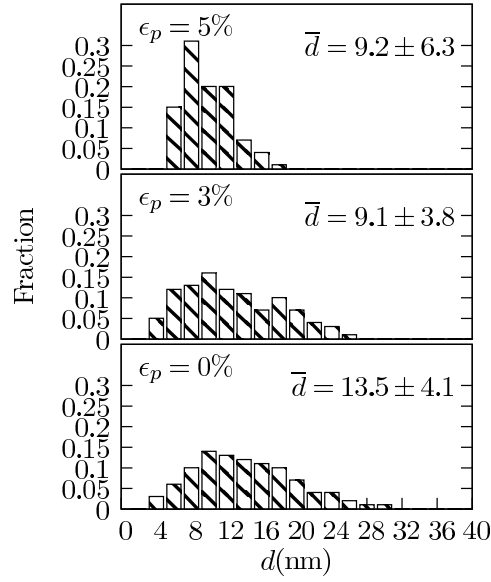 ϵp = 5%
d̅ = 9.2 ± 6.3
0.3
0.25
0.2
0.15
0.1
0.05
0
ϵp = 3%
d̅ = 9.1 ± 3.8
0.3
0.25
0.2
0.15
0.1
0.05
0
Fraction
ϵp = 0%
d̅ = 13.5 ± 4.1
0.3
0.25
0.2
0.15
0.1
0.05
0
0 4 8 12 16 20 24 28 32 36 40
d(nm)